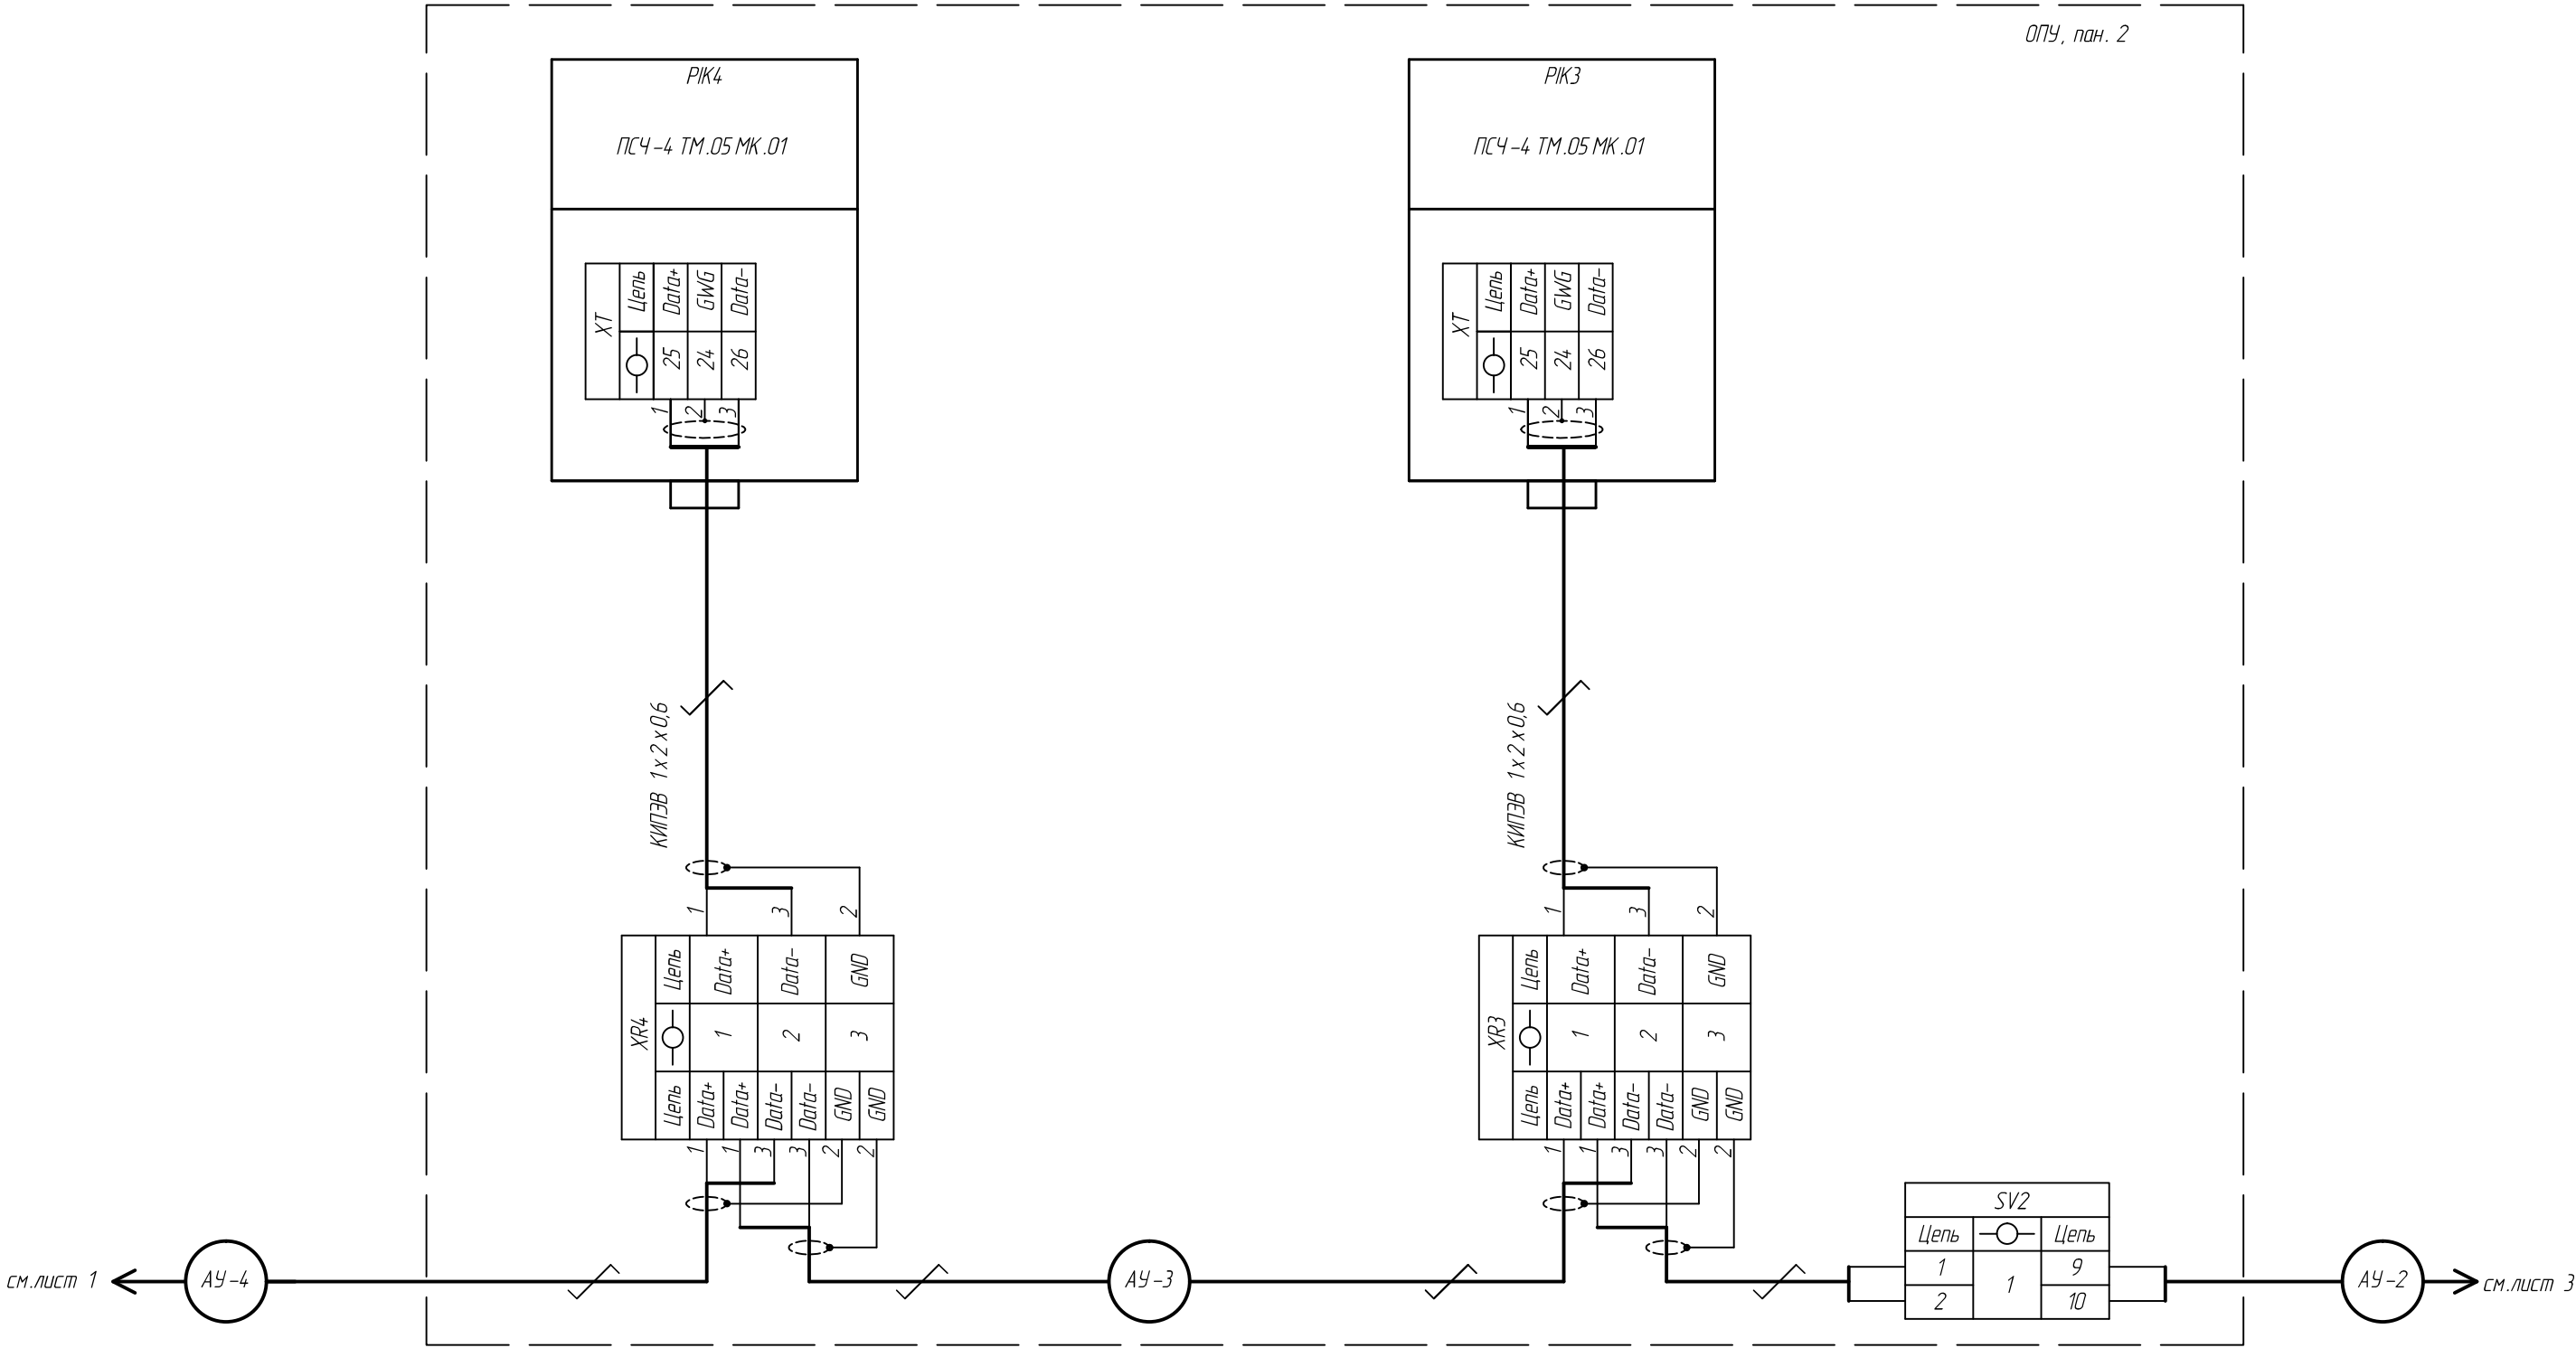 ОПУ, пан. 2
PIK4
ПСЧ-4 ТМ.05 МК.01
XT
Цепь Data+ GWG Data-
25 24 26
1 2 3
КИПЭВ 1х2х0,6
1 3 2
XR4
Цепь Data+ Data- GND
1 2 3
Цепь Data+ Data+ Data- Data- GND GND
1 1 3 3 2 2
PIK3
ПСЧ-4 ТМ.05 МК.01
XT
Цепь Data+ GWG Data-
25 24 26
1 2 3
КИПЭВ 1х2х0,6
1 3 2
XR3
Цепь Data+ Data- GND
1 2 3
Цепь Data+ Data+ Data- Data- GND GND
1 1 3 3 2 2
SV2
Цепь Цепь
1 1 9
2 10
см.лист 1
АУ-4
АУ-3
АУ-2
см.лист 3